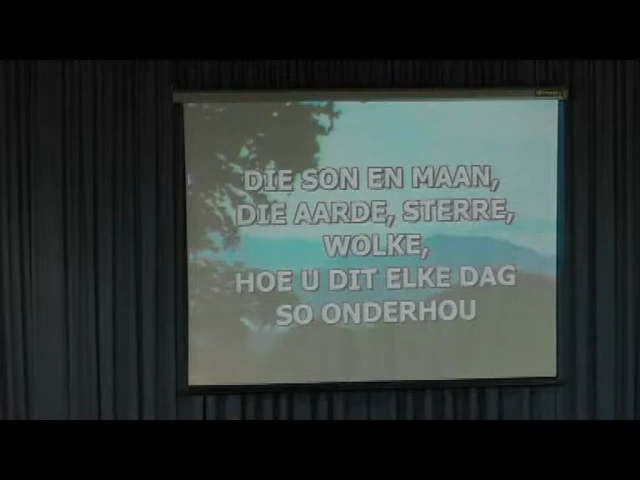 DIE SON EN MAAN,
DIE AARDE, STERRE,
WOLKE,
HOE U DIT ELKE DAG
SO ONDERHOU